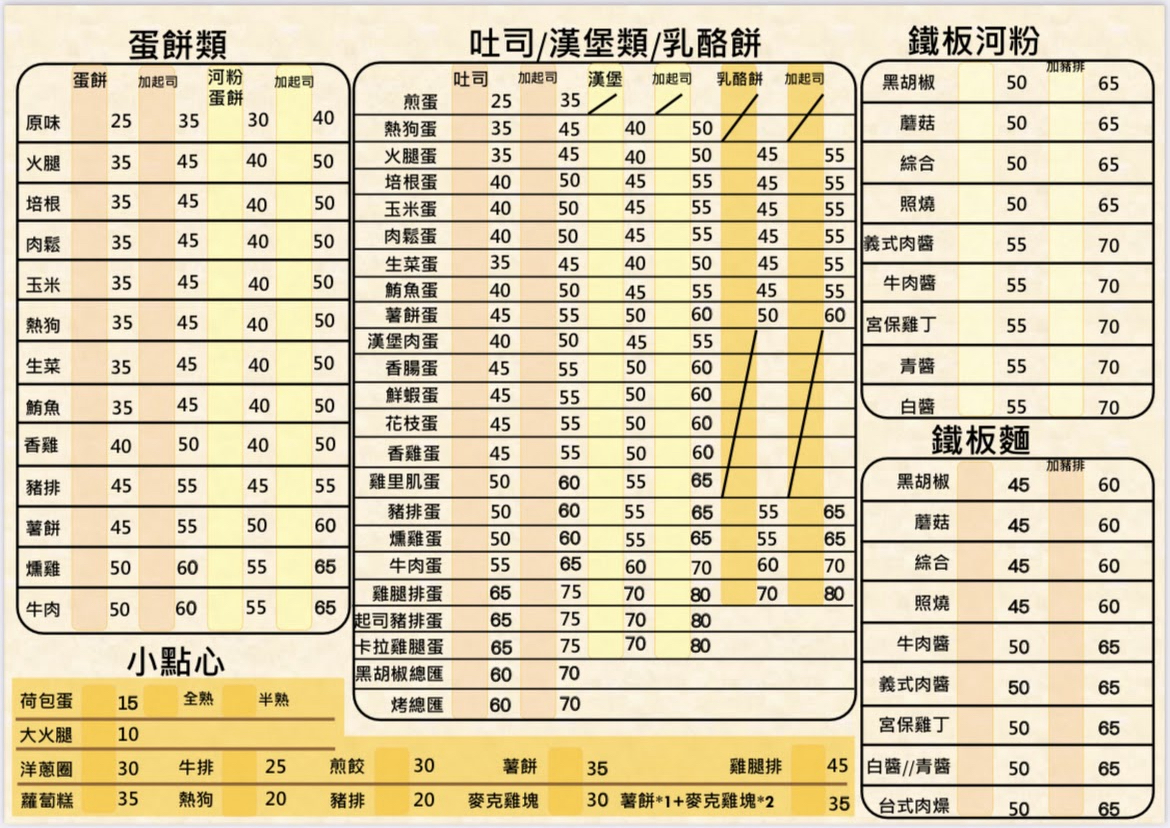 蛋餅類
蛋餅 加起司 河粉蛋餅 加起司
原味 25 35 30 40
火腿 35 45 40 50
培根 35 45 40 50
肉鬆 35 45 40 50
玉米 35 45 40 50
熱狗 35 45 40 50
生菜 35 45 40 50
鮪魚 35 45 40 50
香雞 40 50 40 50
豬排 45 55 45 55
薯餅 45 55 50 60
燻雞 50 60 55 65
牛肉 50 60 55 65
吐司/漢堡類/乳酪餅
吐司 加起司 漢堡 加起司 乳酪餅 加起司
煎蛋 25 35
熱狗蛋 35 45 40 50
火腿蛋 35 45 40 50 45 55
培根蛋 40 50 45 55 45 55
玉米蛋 40 50 45 55 45 55
肉鬆蛋 40 50 45 55 45 55
生菜蛋 35 45 40 50 45 55
鮪魚蛋 40 50 45 55 45 55
薯餅蛋 45 55 50 60 50 60
漢堡肉蛋 40 50 45 55
香腸蛋 45 55 50 60
鮮蝦蛋 45 55 50 60
花枝蛋 45 55 50 60
香雞蛋 45 55 50 60
雞里肌蛋 50 60 55 65
豬排蛋 50 60 55 65 55 65
燻雞蛋 50 60 55 65 55 65
牛肉蛋 55 65 60 70 60 70
雞腿排蛋 65 75 70 80 70 80
起司豬排蛋 65 75 70 80
卡拉雞腿蛋 65 75 70 80
黑胡椒總匯 60 70
烤總匯 60 70
鐵板河粉
加豬排
黑胡椒 50 65
蘑菇 50 65
綜合 50 65
照燒 50 65
義式肉醬 55 70
牛肉醬 55 70
宮保雞丁 55 70
青醬 55 70
白醬 55 70
鐵板麵
加豬排
黑胡椒 45 60
蘑菇 45 60
綜合 45 60
照燒 45 60
牛肉醬 50 65
義式肉醬 50 65
宮保雞丁 50 65
白醬//青醬 50 65
台式肉燥 50 65
小點心
荷包蛋 15 全熟 半熟
大火腿 10
洋蔥圈 30 牛排 25 煎餃 30 薯餅 35 雞腿排 45
蘿蔔糕 35 熱狗 20 豬排 20 麥克雞塊 30 薯餅*1+麥克雞塊*2 35